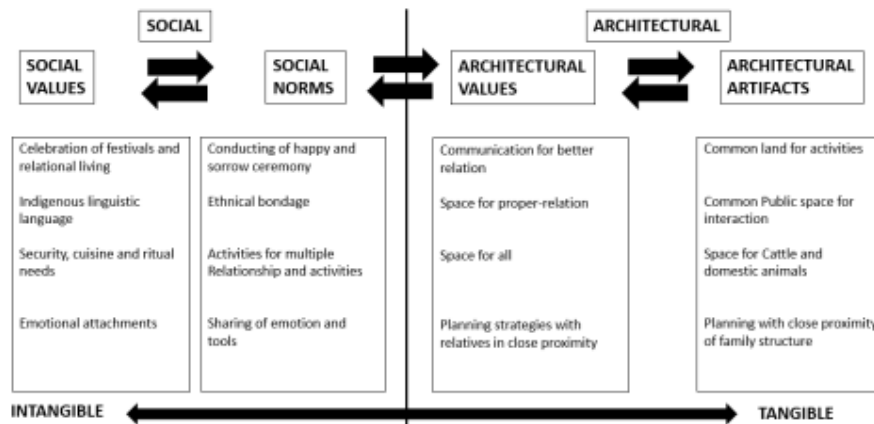 SOCIAL
ARCHITECTURAL
SOCIAL
VALUES
SOCIAL
NORMS
ARCHITECTURAL
VALUES
ARCHITECTURAL
ARTIFACTS
Celebration of festivals and
relational living
Indigenous linguistic
language
Security, cuisine and ritual
needs
Emotional attachments
Conducting of happy and
sorrow ceremony
Ethnical bondage
Activities for multiple
Relationship and activities
Sharing of emotion and
tools
Communication for better
relation
Space for proper-relation
Space for all
Planning strategies with
relatives in close proximity
Common land for activities
Common Public space for
interaction
Space for Cattle and
domestic animals
Planning with close proximity
of family structure
INTANGIBLE
TANGIBLE